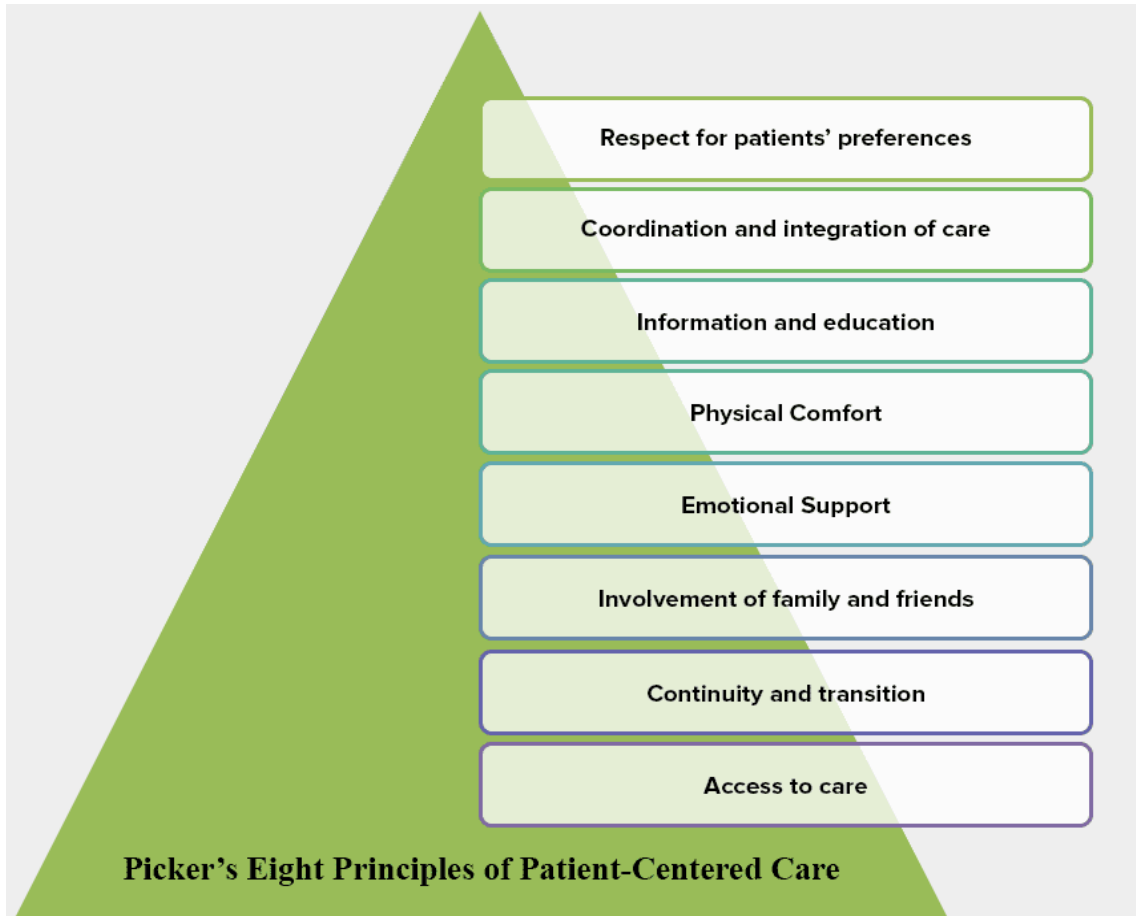 Respect for patients’ preferences
Coordination and integration of care
Information and education
Physical Comfort
Emotional Support
Involvement of family and friends
Continuity and transition
Access to care
Picker’s Eight Principles of Patient-Centered Care